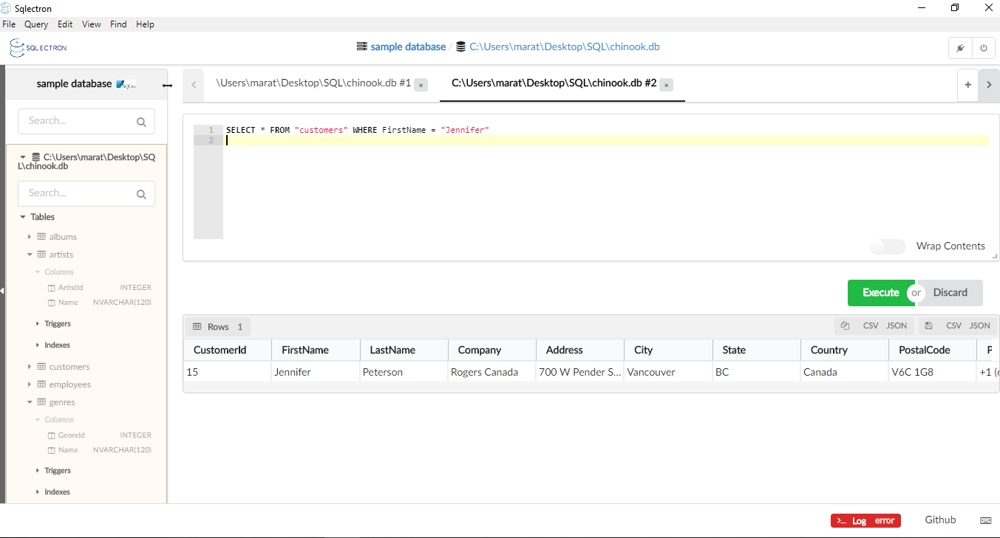 Sqlectron
File Query Edit View Find Help
SQLECTRON
sample database / C:\Users\marat\Desktop\SQL\chinook.db
sample database SQLite
\Users\marat\Desktop\SQL\chinook.db #1 ×
C:\Users\marat\Desktop\SQL\chinook.db #2 ×
+
Search...
C:\Users\marat\Desktop\SQ
L\chinook.db
Search...
Tables
albums
artists
Columns
ArtistId INTEGER
Name NVARCHAR(120)
Triggers
Indexes
customers
employees
genres
Columns
GenreId INTEGER
Name NVARCHAR(120)
Triggers
Indexes
1 SELECT * FROM "customers" WHERE FirstName = "Jennifer"
2
Wrap Contents
Execute or Discard
Rows 1
CSV JSON CSV JSON
CustomerId FirstName LastName Company Address City State Country PostalCode P
15 Jennifer Peterson Rogers Canada 700 W Pender S... Vancouver BC Canada V6C 1G8 +1 (6
>_ Log error Github